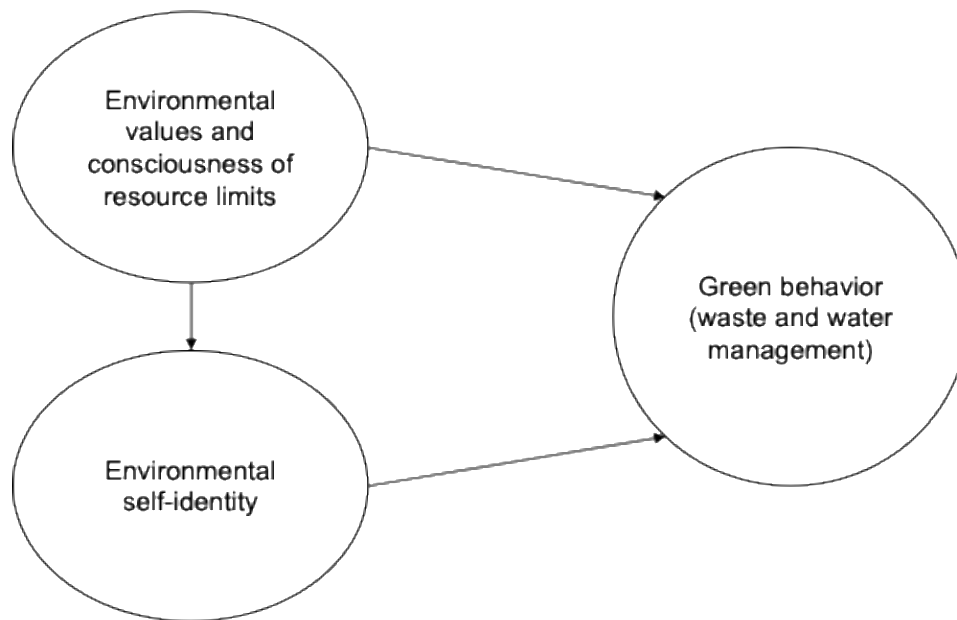 Environmental
values and
consciousness of
resource limits
Green behavior
(waste and water
management)
Environmental
self-identity